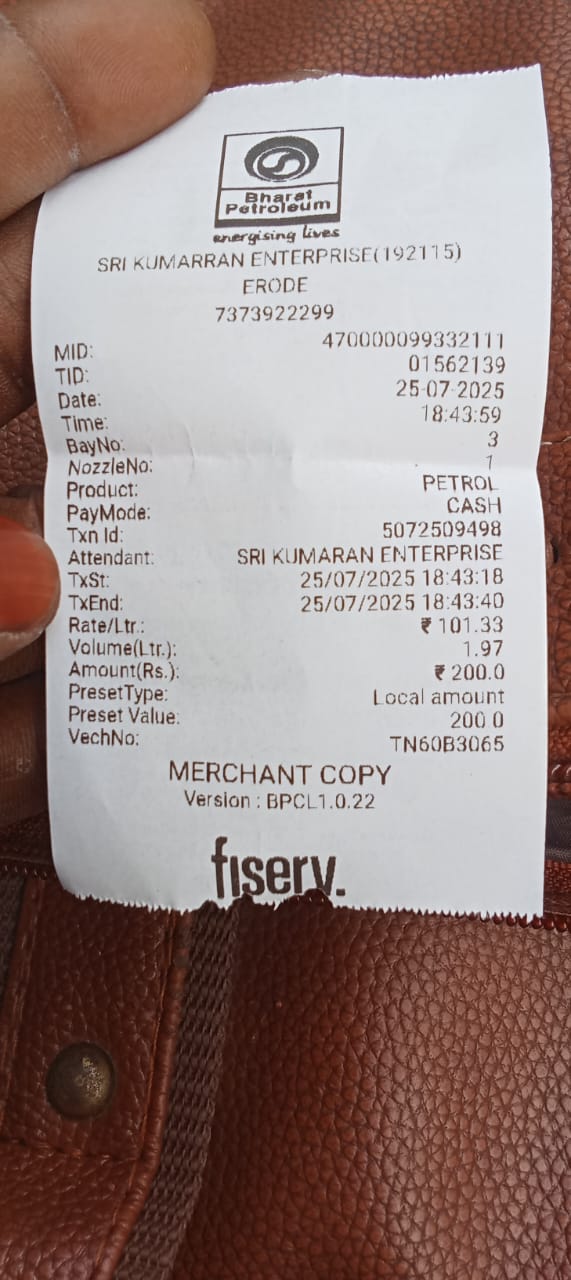 Bharat
Petroleum
energising lives
SRI KUMARRAN ENTERPRISE(192115)
ERODE
7373922299
MID: 470000099332111
TID: 01562139
Date: 25-07-2025
Time: 18:43:59
BayNo: 3
NozzleNo: 1
Product: PETROL
PayMode: CASH
Txn Id: 5072509498
Attendant: SRI KUMARAN ENTERPRISE
TxSt: 25/07/2025 18:43:18
TxEnd: 25/07/2025 18:43:40
Rate/Ltr.: ₹ 101.33
Volume(Ltr.): 1.97
Amount(Rs.): ₹ 200.0
PresetType: Local amount
Preset Value: 200.0
VechNo: TN60B3065
MERCHANT COPY
Version : BPCL1.0.22
fiserv.